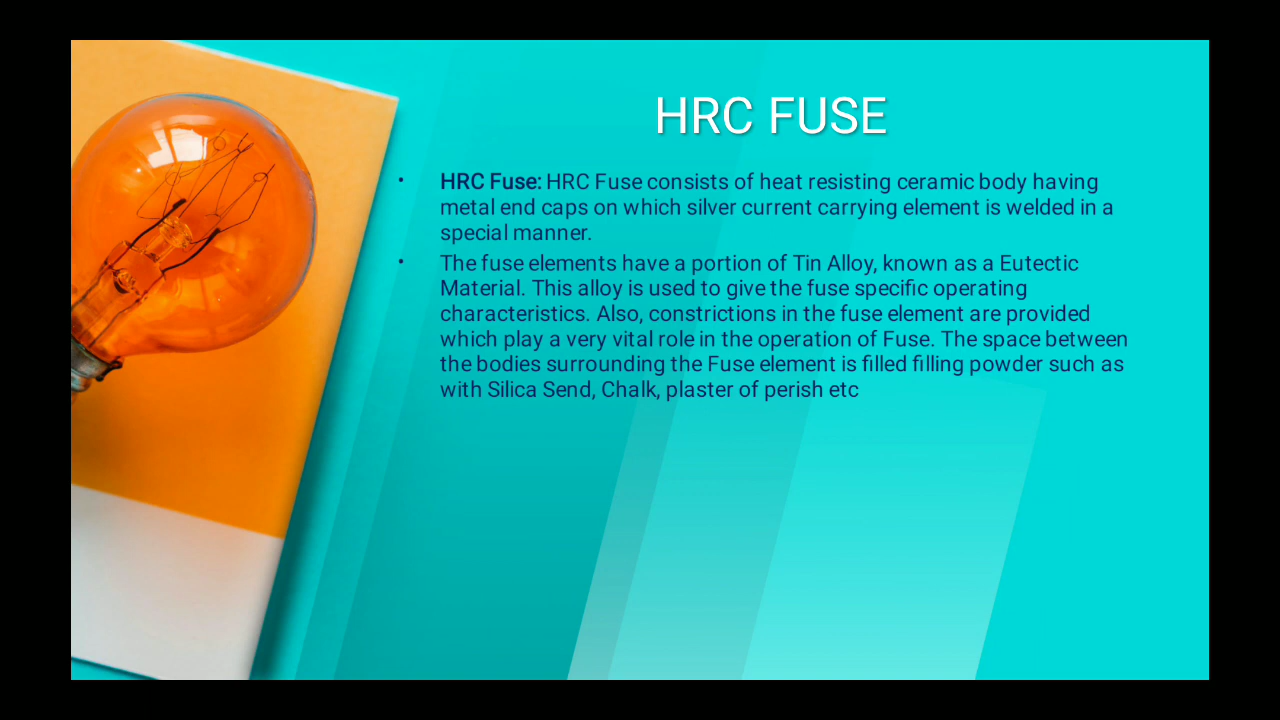 HRC FUSE
• HRC Fuse: HRC Fuse consists of heat resisting ceramic body having
metal end caps on which silver current carrying element is welded in a
special manner.
• The fuse elements have a portion of Tin Alloy, known as a Eutectic
Material. This alloy is used to give the fuse specific operating
characteristics. Also, constrictions in the fuse element are provided
which play a very vital role in the operation of Fuse. The space between
the bodies surrounding the Fuse element is filled filling powder such as
with Silica Send, Chalk, plaster of perish etc